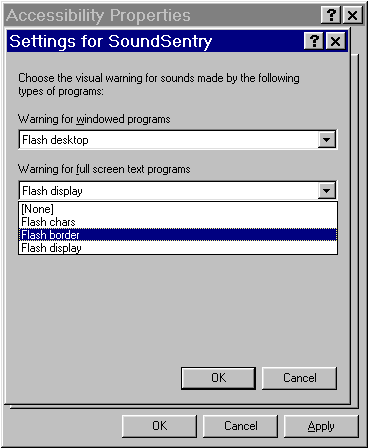 Accessibility Properties
Settings for SoundSentry
Choose the visual warning for sounds made by the following
types of programs:
Warning for windowed programs
Flash desktop
Warning for full screen text programs
Flash display
[None]
Flash chars
Flash border
Flash display
OK Cancel
OK Cancel Apply